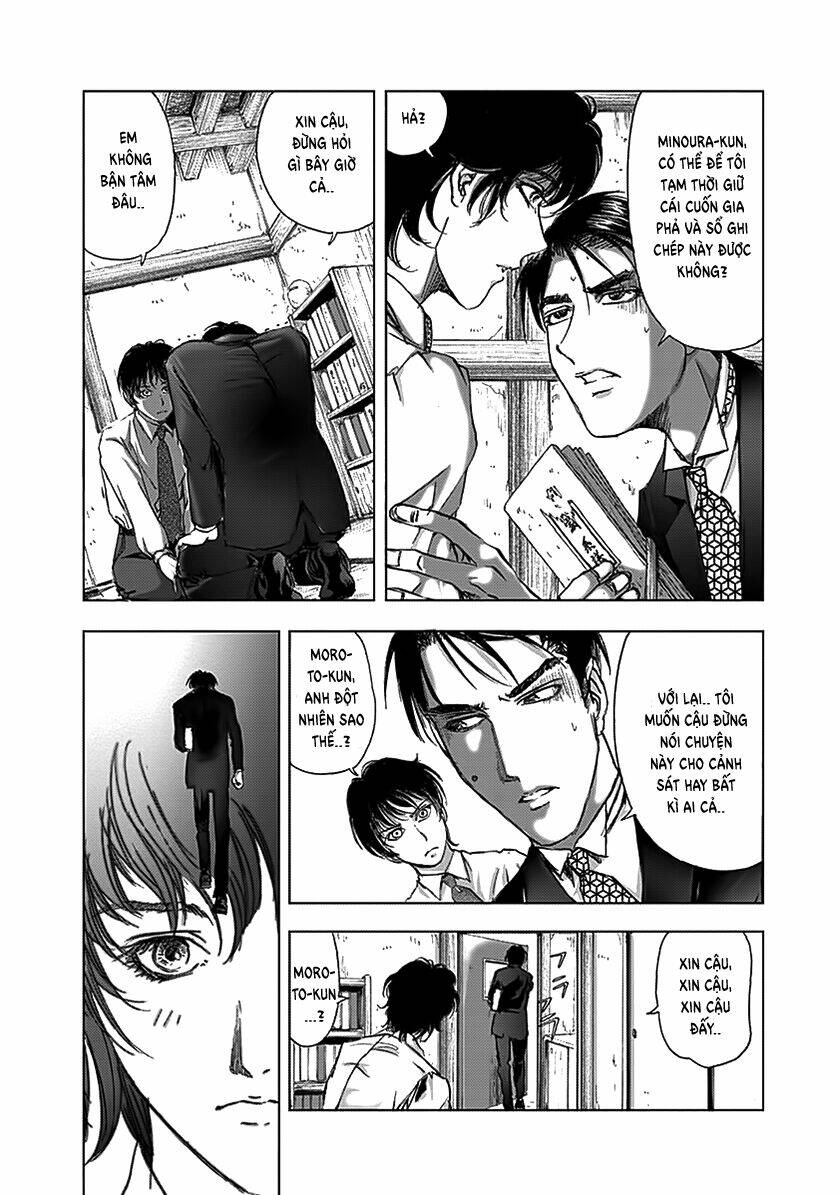 MINOURA-KUN,
CÓ THỂ ĐỂ TÔI
TẠM THỜI GIỮ
CÁI CUỐN GIA
PHẢ VÀ SỔ GHI
CHÉP NÀY ĐƯỢC
KHÔNG?
HẢ?
XIN CẬU,
ĐỪNG HỎI
GÌ BÂY GIỜ
CẢ..
EM
KHÔNG
BẬN TÂM
ĐÂU..
VỚI LẠI.. TÔI
MUỐN CẬU ĐỪNG
NÓI CHUYỆN
NÀY CHO CẢNH
SÁT HAY BẤT
KÌ AI CẢ..
MORO-
TO-KUN,
ANH ĐỘT
NHIÊN SAO
THẾ..?
XIN CẬU,
XIN CẬU,
XIN CẬU
ĐẤY..
MORO-
TO-KUN
...?